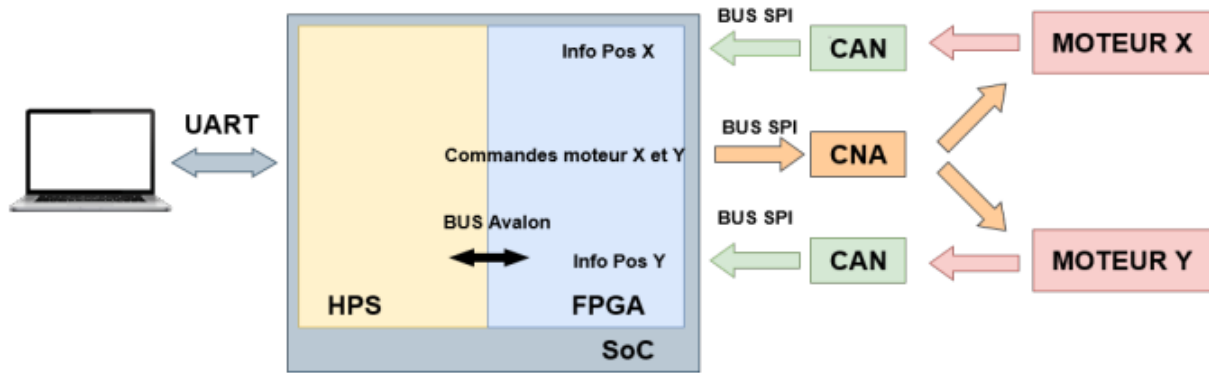 BUS SPI
Info Pos X
CAN
MOTEUR X
UART
BUS SPI
Commandes moteur X et Y
CNA
BUS Avalon
BUS SPI
Info Pos Y
CAN
MOTEUR Y
HPS
FPGA
SoC